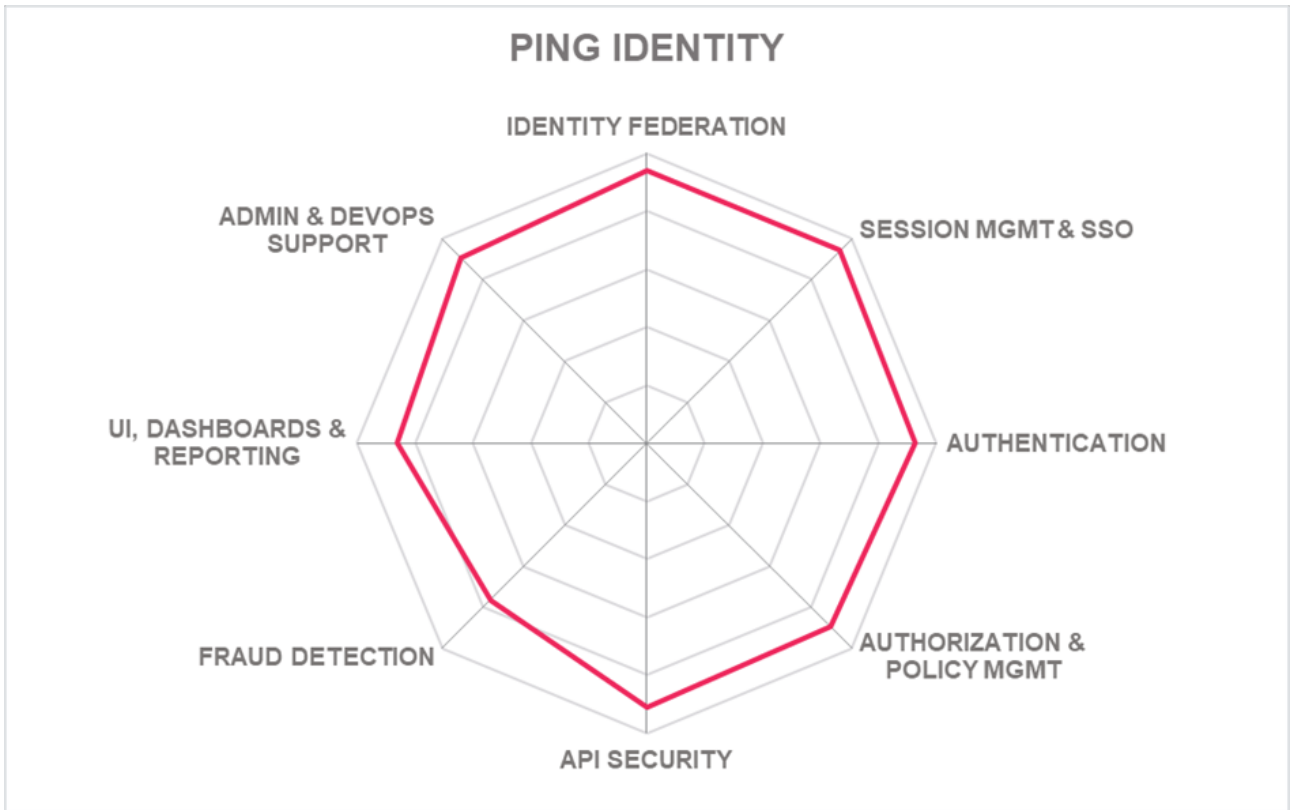 PING IDENTITY
IDENTITY FEDERATION
ADMIN & DEVOPS
SUPPORT
SESSION MGMT & SSO
UI, DASHBOARDS &
REPORTING
AUTHENTICATION
FRAUD DETECTION
AUTHORIZATION &
POLICY MGMT
API SECURITY